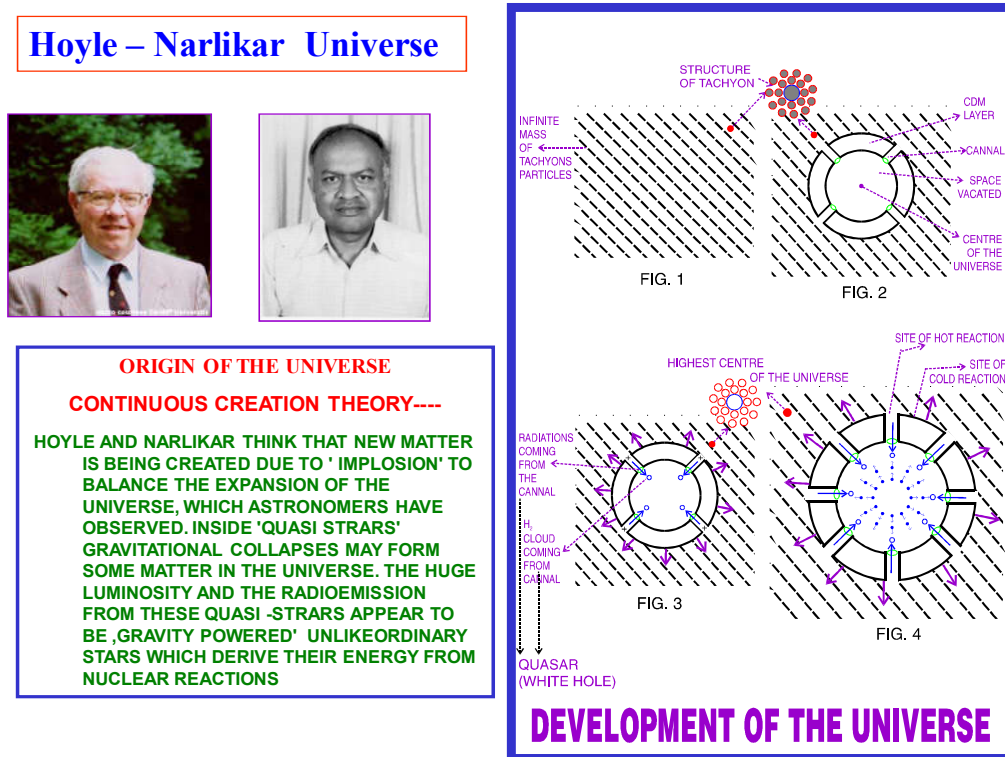 Hoyle – Narlikar Universe
ORIGIN OF THE UNIVERSE
CONTINUOUS CREATION THEORY----
HOYLE AND NARLIKAR THINK THAT NEW MATTER
IS BEING CREATED DUE TO ' IMPLOSION' TO
BALANCE THE EXPANSION OF THE
UNIVERSE, WHICH ASTRONOMERS HAVE
OBSERVED. INSIDE 'QUASI STRARS'
GRAVITATIONAL COLLAPSES MAY FORM
SOME MATTER IN THE UNIVERSE. THE HUGE
LUMINOSITY AND THE RADIOEMISSION
FROM THESE QUASI -STRARS APPEAR TO
BE ,GRAVITY POWERED' UNLIKEORDINARY
STARS WHICH DERIVE THEIR ENERGY FROM
NUCLEAR REACTIONS
STRUCTURE
OF TACHYON
INFINITE
MASS
OF
TACHYONS
PARTICLES
FIG. 1
CDM
LAYER
CANNAL
SPACE
VACATED
CENTRE
OF THE
UNIVERSE
FIG. 2
HIGHEST CENTRE
OF THE UNIVERSE
RADIATIONS
COMING
FROM
THE
CANNAL
H₂
CLOUD
COMING
FROM
CANNAL
FIG. 3
SITE OF HOT REACTION
SITE OF
COLD REACTION
FIG. 4
QUASAR
(WHITE HOLE)
DEVELOPMENT OF THE UNIVERSE